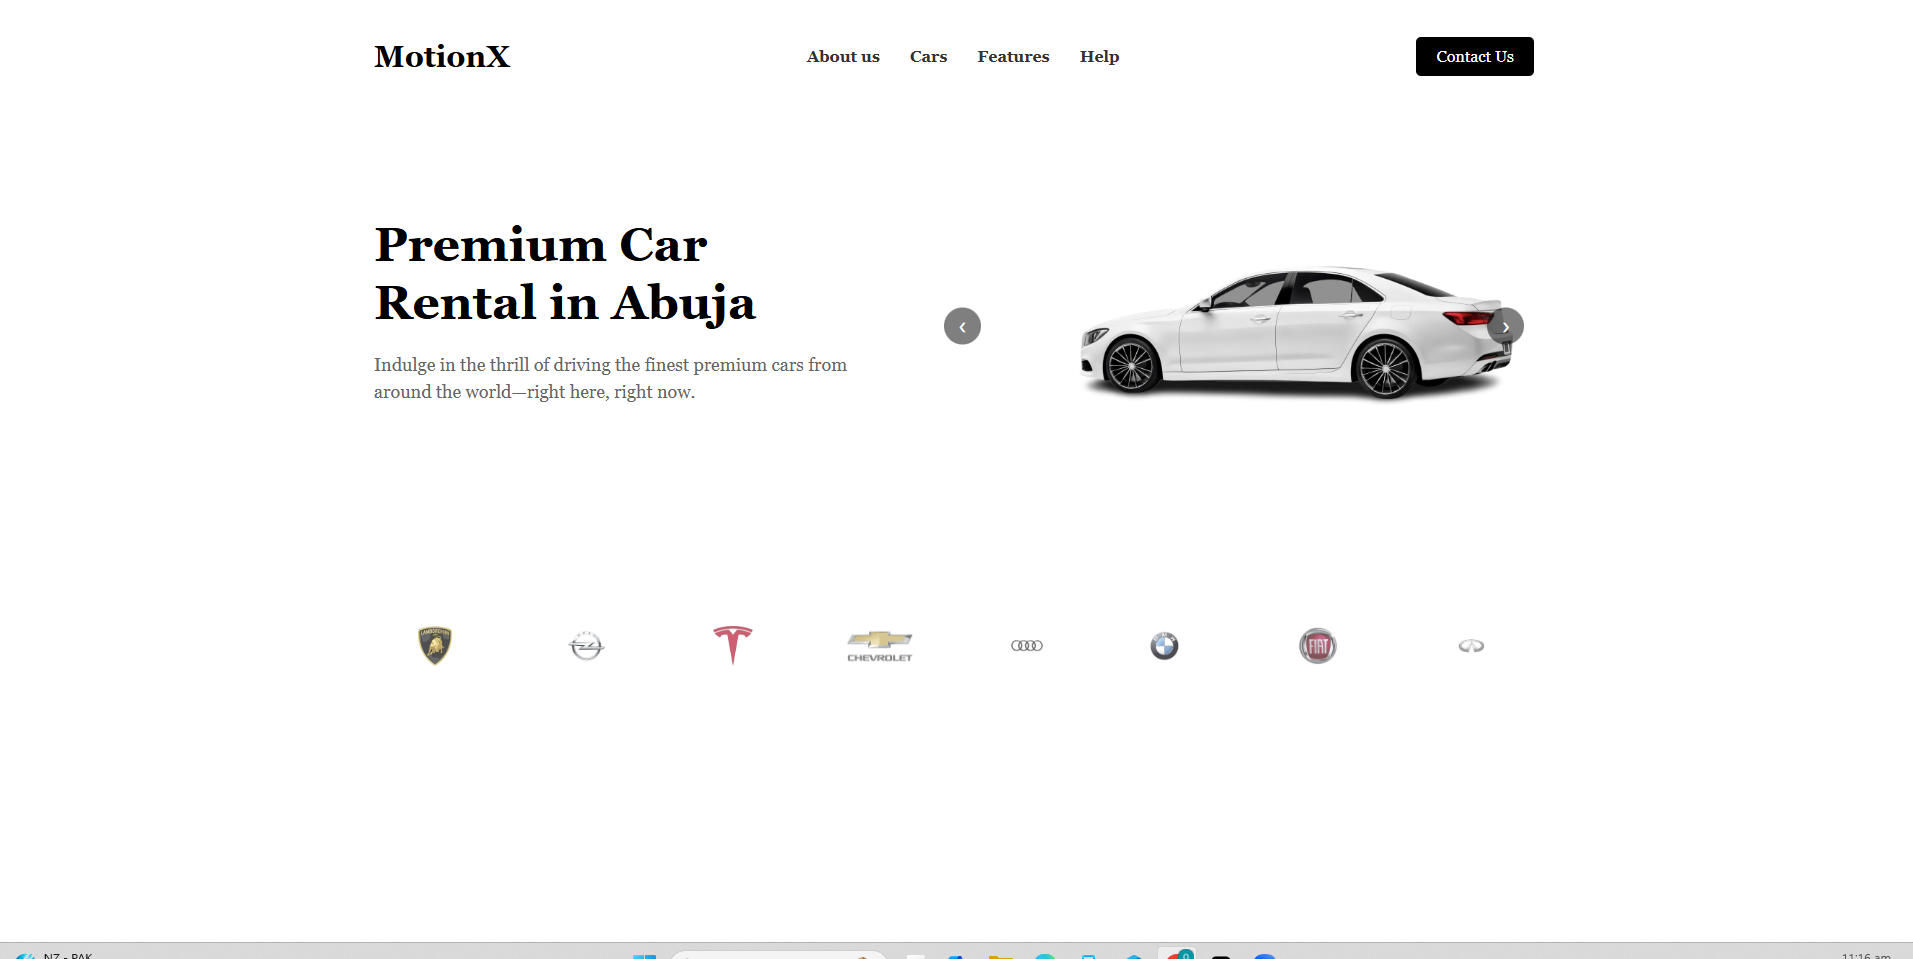 MotionX
About us Cars Features Help
Contact Us
Premium Car
Rental in Abuja
Indulge in the thrill of driving the finest premium cars from
around the world—right here, right now.
‹ ›
LAMBORGHINI
CHEVROLET
FIAT
NZ - PAK
11:16 am